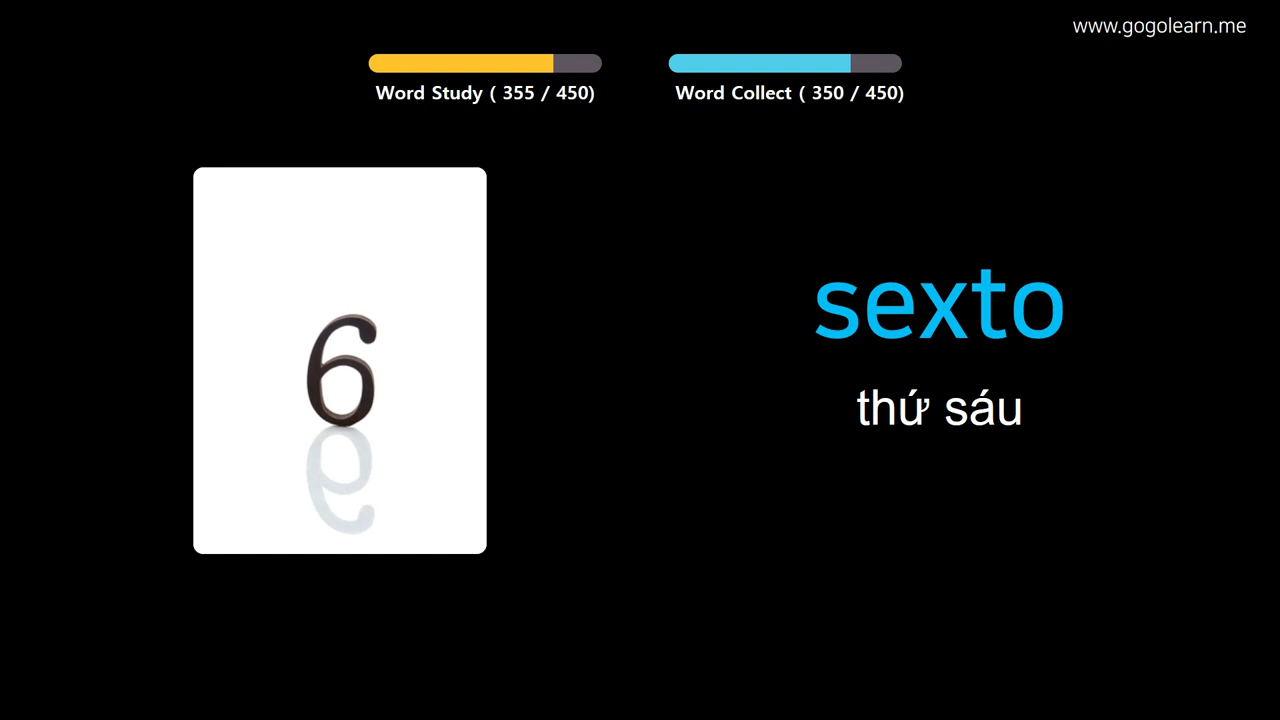 www.gogolearn.me
Word Study ( 355 / 450)
Word Collect ( 350 / 450)
6
sexto
thứ sáu